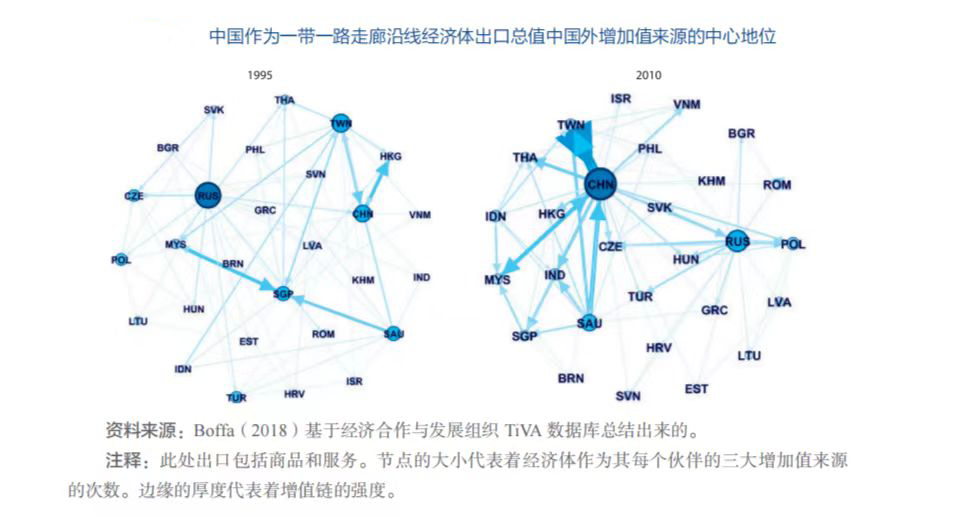 中国作为一带一路走廊沿线经济体出口总值中国外增加值来源的中心地位
1995
THA
SVK
TWN
BGR
PHL
HKG
SVN
CZE
RUS
GRC
CHN
VNM
MYS
LVA
POL
BRN
IND
KHM
SGP
HUN
LTU
ROM
SAU
EST
IDN
ISR
TUR
HRV
2010
ISR
VNM
TWN
BGR
PHL
THA
CHN
KHM
ROM
SVK
IDN
HKG
RUS
POL
CZE
HUN
MYS
IND
TUR
LVA
GRC
SAU
SGP
HRV
LTU
BRN
EST
SVN
资料来源：Boffa（2018）基于经济合作与发展组织 TiVA 数据库总结出来的。
注释：此处出口包括商品和服务。节点的大小代表着经济体作为其每个伙伴的三大增加值来源
的次数。边缘的厚度代表着增值链的强度。